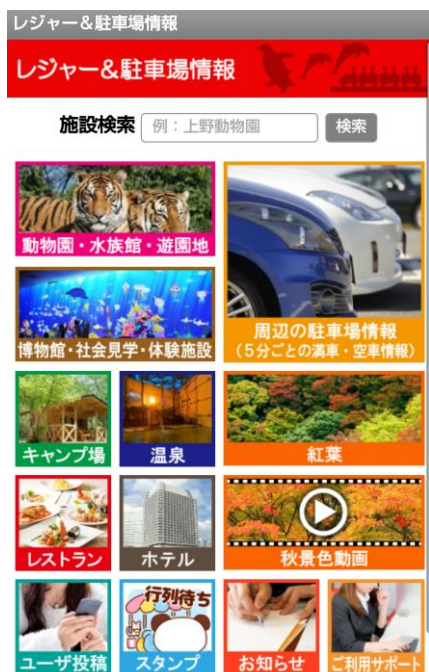 レジャー&駐車場情報
レジャー&駐車場情報
施設検索 例：上野動物園 検索
動物園・水族館・遊園地
周辺の駐車場情報
(5分ごとの満車・空車情報)
博物館・社会見学・体験施設
キャンプ場
温泉
紅葉
レストラン
ホテル
秋景色動画
行列待ち
ユーザ投稿
スタンプ
お知らせ
ご利用サポート